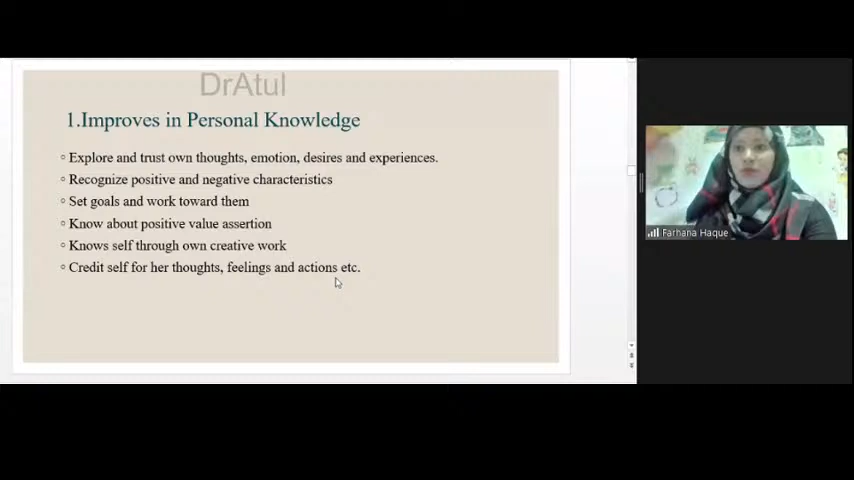 DrAtul
1.Improves in Personal Knowledge
Explore and trust own thoughts, emotion, desires and experiences.
Recognize positive and negative characteristics
Set goals and work toward them
Know about positive value assertion
Knows self through own creative work
Credit self for her thoughts, feelings and actions etc.
Farhana Haque